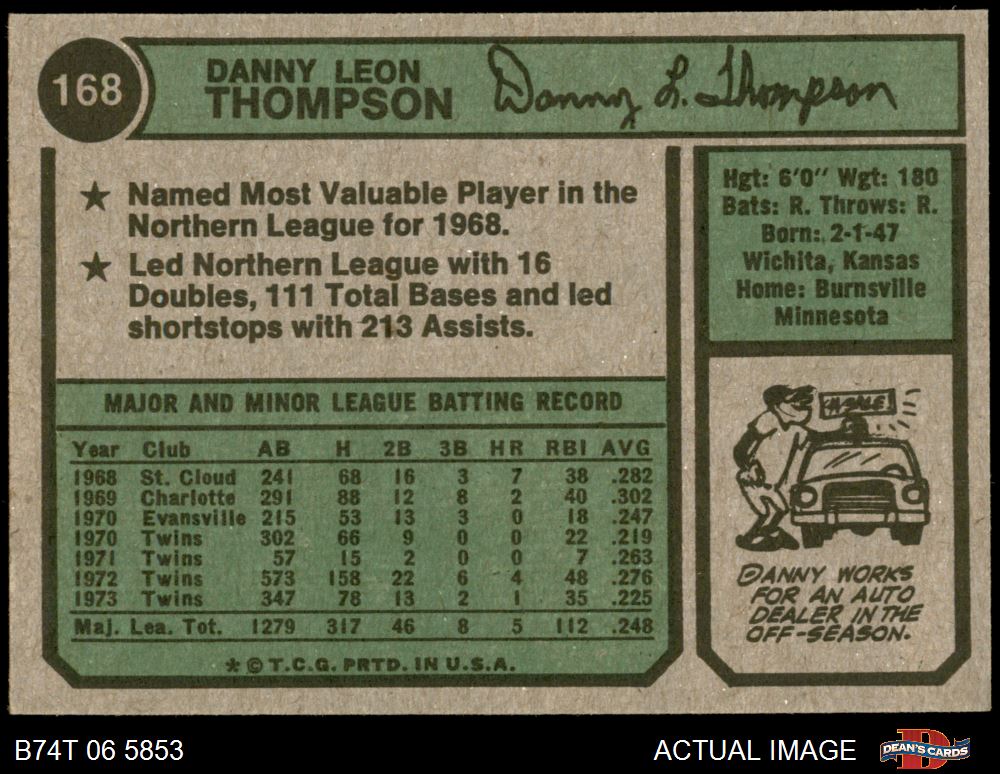 168
DANNY LEON
THOMPSON
Danny L. Thompson
★ Named Most Valuable Player in the
Northern League for 1968.
★ Led Northern League with 16
Doubles, 111 Total Bases and led
shortstops with 213 Assists.
Hgt: 6'0" Wgt: 180
Bats: R. Throws: R.
Born: 2-1-47
Wichita, Kansas
Home: Burnsville
Minnesota
MAJOR AND MINOR LEAGUE BATTING RECORD
Year Club AB H 2B 3B HR RBI AVG
1968 St. Cloud 241 68 16 3 7 38 .282
1969 Charlotte 291 88 12 8 2 40 .302
1970 Evansville 215 53 13 3 0 18 .247
1970 Twins 302 66 9 0 0 22 .219
1971 Twins 57 15 2 0 0 7 .263
1972 Twins 573 158 22 6 4 48 .276
1973 Twins 347 78 13 2 1 35 .225
Maj. Lea. Tot. 1279 317 46 8 5 112 .248
★ © T.C.G. PRTD. IN U.S.A.
DANNY WORKS
FOR AN AUTO
DEALER IN THE
OFF-SEASON.
B74T 06 5853
ACTUAL IMAGE
DEAN'S CARDS